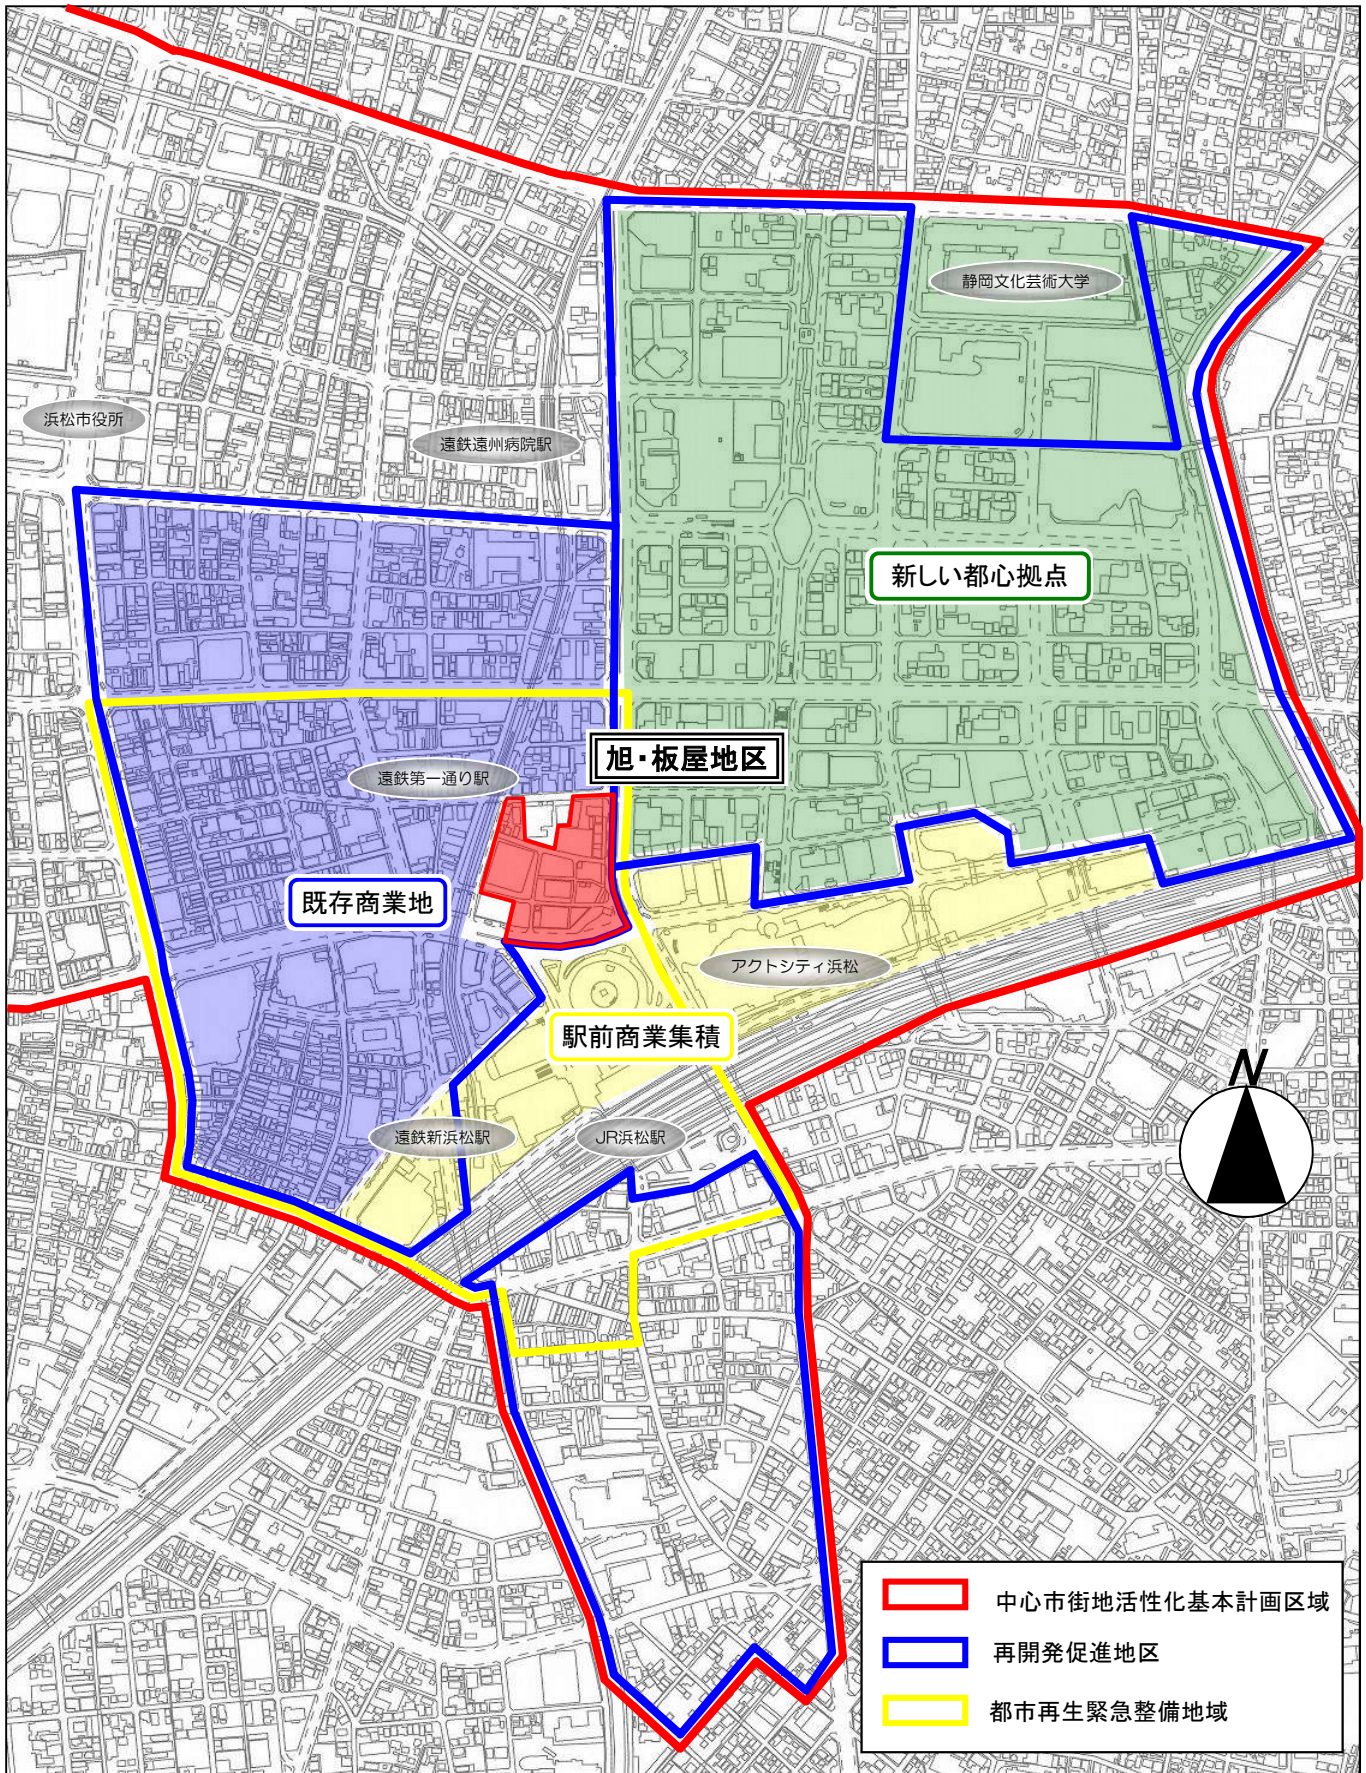 静岡文化芸術大学
浜松市役所
遠鉄遠州病院駅
新しい都心拠点
旭・板屋地区
遠鉄第一通り駅
既存商業地
アクトシティ浜松
駅前商業集積
N
遠鉄新浜松駅
JR浜松駅
中心市街地活性化基本計画区域
再開発促進地区
都市再生緊急整備地域